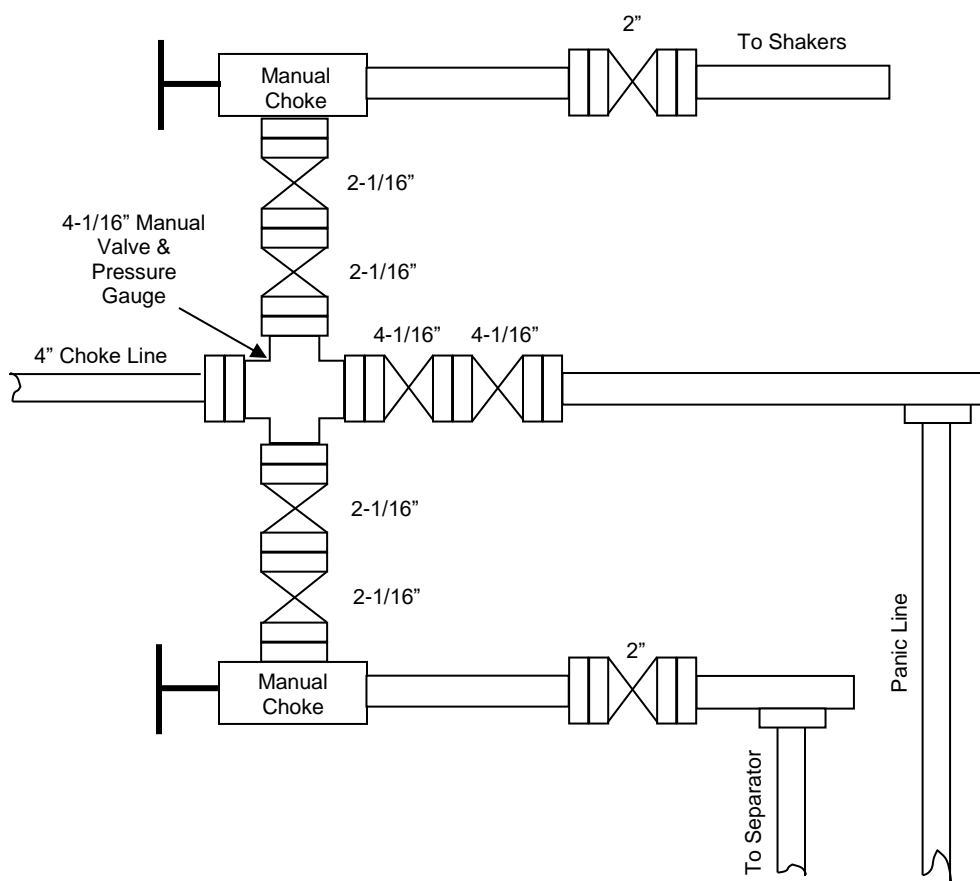 2”
To Shakers
Manual
Choke
2-1/16”
4-1/16” Manual
Valve &
Pressure
Gauge
2-1/16”
4-1/16”
4-1/16”
4” Choke Line
2-1/16”
2-1/16”
Manual
Choke
2”
To Separator
Panic Line